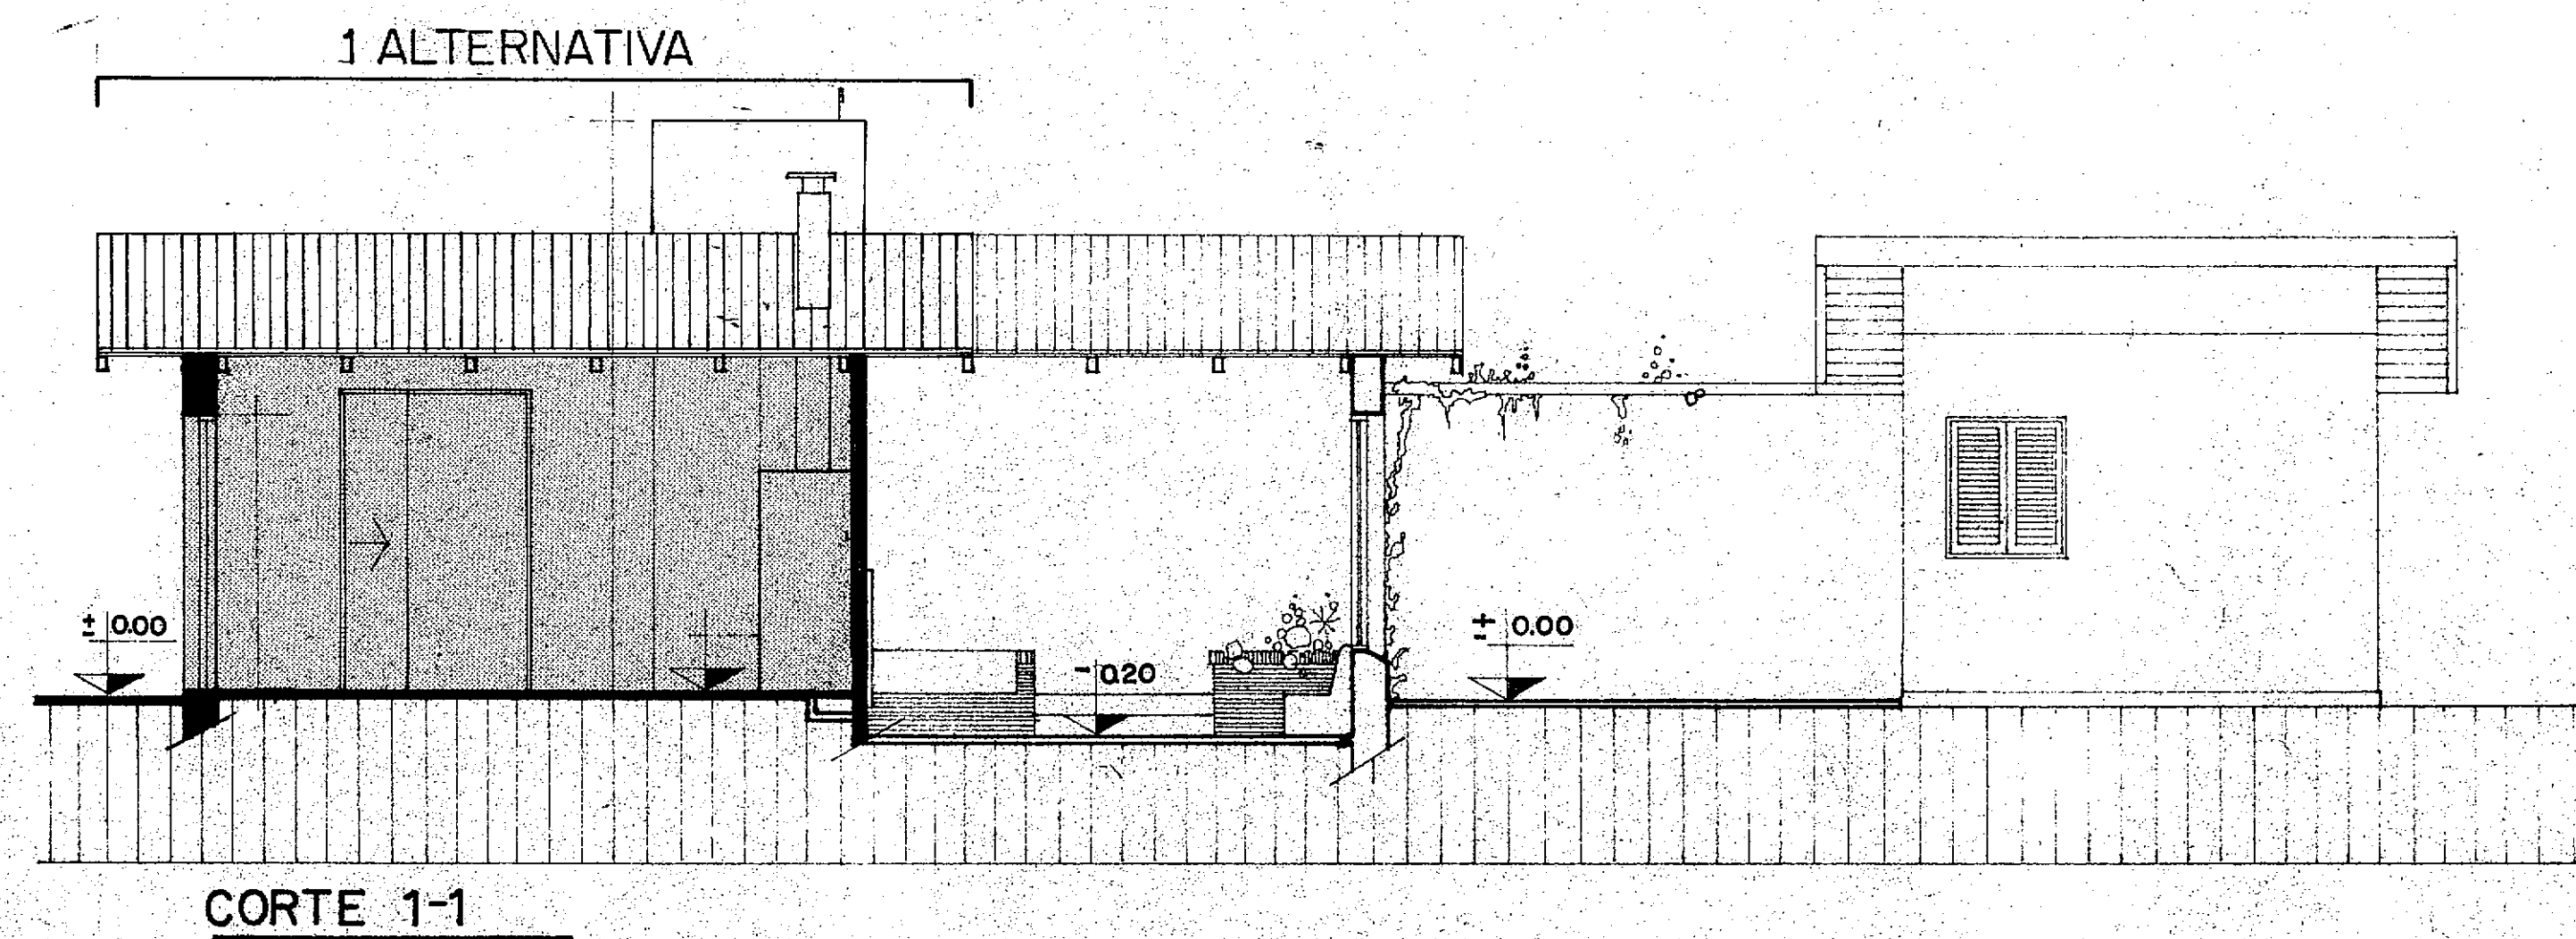 1 ALTERNATIVA
± 0.00
- 0.20
± 0.00
CORTE 1-1